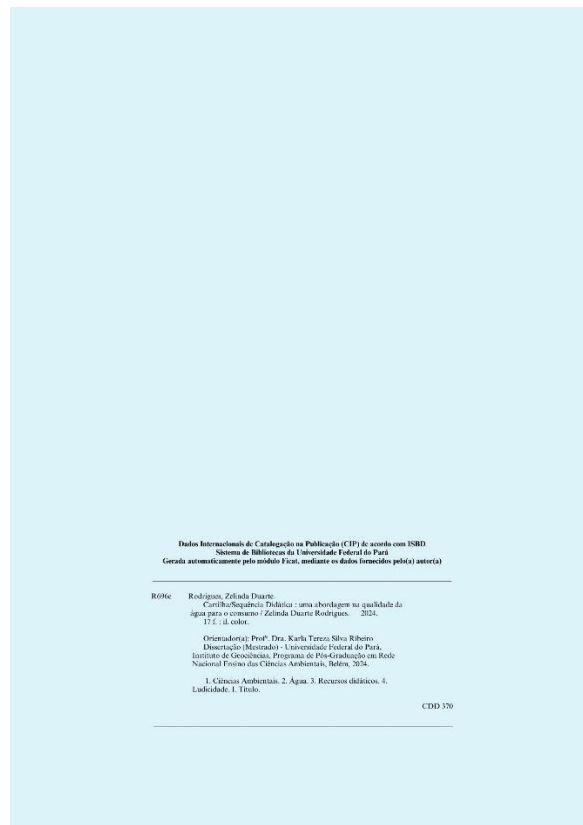 Dados Internacionais de Catalogação na Publicação (CIP) de acordo com ISBD
Sistema de Bibliotecas da Universidade Federal do Pará
Gerada automaticamente pelo módulo Ficat, mediante os dados fornecidos pelo(a) autor(a)
R696c Rodrigues, Zelinda Duarte.
Cartilha/Sequência Didática : uma abordagem na qualidade da
água para o consumo / Zelinda Duarte Rodrigues. 2024.
17 f. : il. color.
Orientador(a): Profª. Dra. Karla Tereza Silva Ribeiro
Dissertação (Mestrado) - Universidade Federal do Pará,
Instituto de Geociências, Programa de Pós-Graduação em Rede
Nacional Ensino das Ciências Ambientais, Belém, 2024.
1. Ciências Ambientais. 2. Água. 3. Recursos didáticos. 4.
Ludicidade. I. Título.
CDD 370